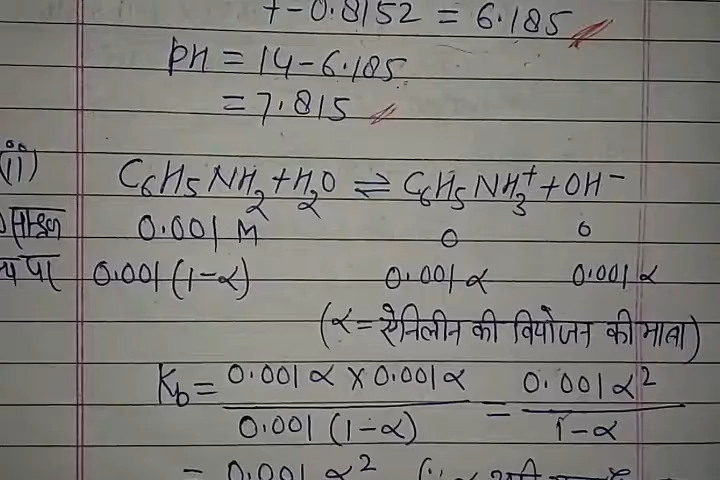 7-0.8152 = 6.185
pH = 14-6.185
= 7.815
(ii) C6H5NH2+H2O ⇌ C6H5NH3⁺+OH⁻
0.001 M 0 0
पर 0.001(1-α) 0.001α 0.001α
(α = ऐनिलीन की वियोजन की मात्रा)
Kb = 0.001α×0.001α / 0.001(1-α) = 0.001α² / 1-α
= 0.001α²